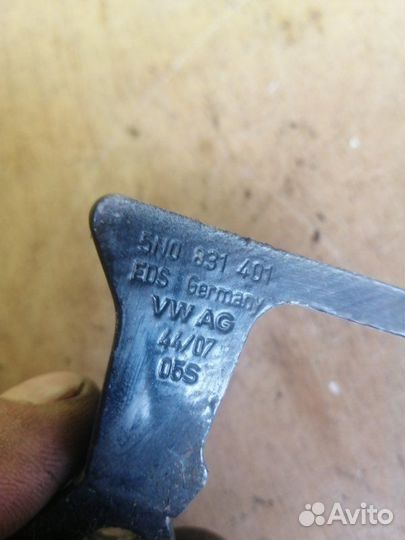 5N0 831 401
EDS Germany
VW AG
44/07
05S
Avito